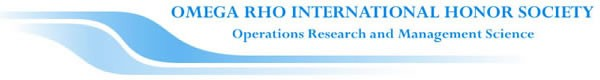 OMEGA RHO INTERNATIONAL HONOR SOCIETY
Operations Research and Management Science